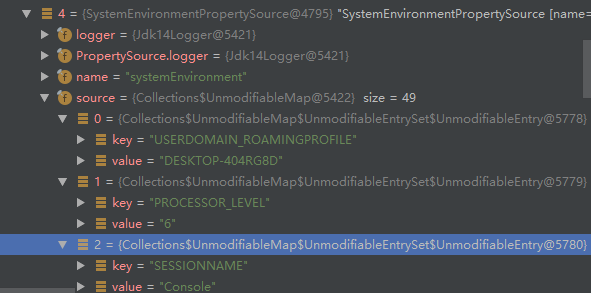 4 = {SystemEnvironmentPropertySource@4795} "SystemEnvironmentPropertySource [name=
logger = {Jdk14Logger@5421}
PropertySource.logger = {Jdk14Logger@5421}
name = "systemEnvironment"
source = {Collections$UnmodifiableMap@5422} size = 49
0 = {Collections$UnmodifiableMap$UnmodifiableEntrySet$UnmodifiableEntry@5778}
key = "USERDOMAIN_ROAMINGPROFILE"
value = "DESKTOP-404RG8D"
1 = {Collections$UnmodifiableMap$UnmodifiableEntrySet$UnmodifiableEntry@5779}
key = "PROCESSOR_LEVEL"
value = "6"
2 = {Collections$UnmodifiableMap$UnmodifiableEntrySet$UnmodifiableEntry@5780}
key = "SESSIONNAME"
value = "Console"